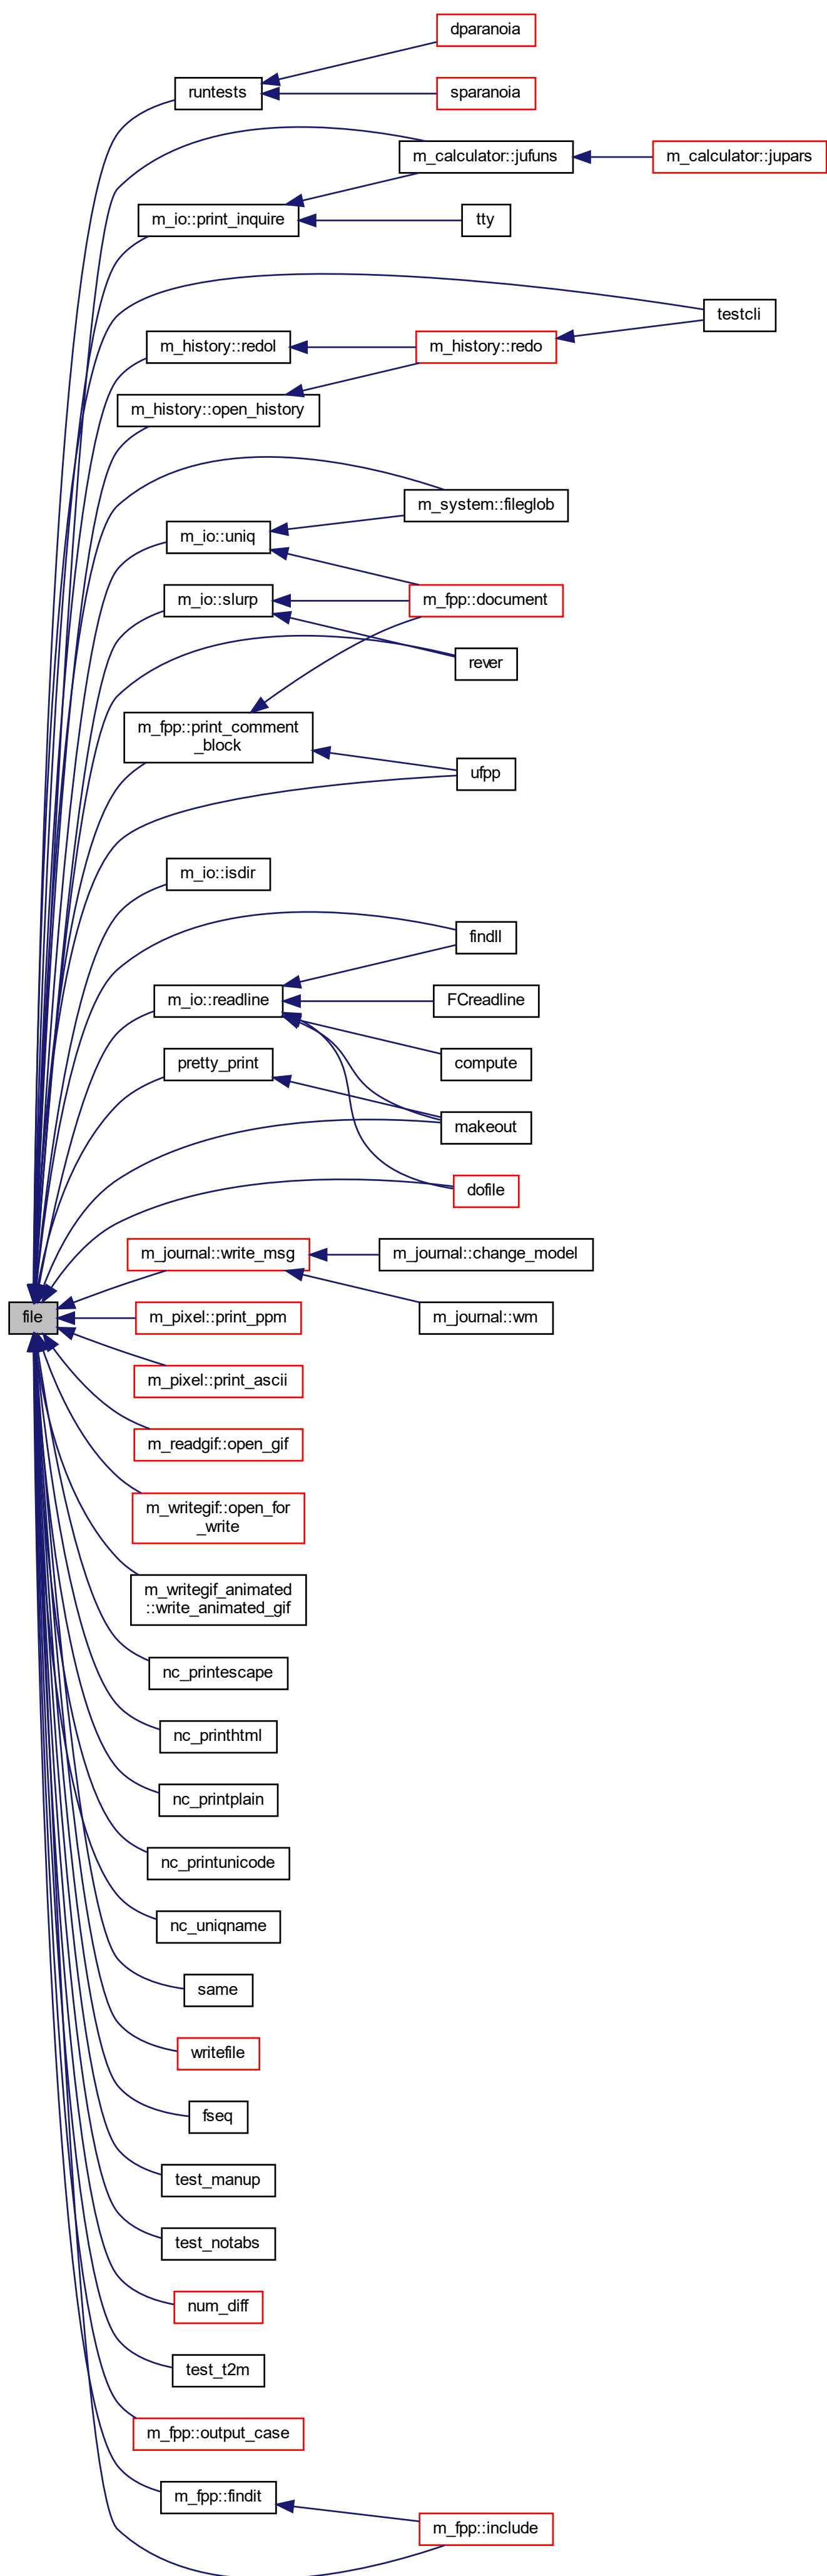 dparanoia
runtests
sparanoia
m_calculator::jufuns
m_calculator::jupars
m_io::print_inquire
tty
testcli
m_history::redol
m_history::redo
m_history::open_history
m_system::fileglob
m_io::uniq
m_io::slurp
m_fpp::document
rever
m_fpp::print_comment
_block
ufpp
m_io::isdir
findll
m_io::readline
FCreadline
pretty_print
compute
makeout
dofile
m_journal::write_msg
m_journal::change_model
file
m_pixel::print_ppm
m_journal::wm
m_pixel::print_ascii
m_readgif::open_gif
m_writegif::open_for
_write
m_writegif_animated
::write_animated_gif
nc_printescape
nc_printhtml
nc_printplain
nc_printunicode
nc_uniqname
same
writefile
fseq
test_manup
test_notabs
num_diff
test_t2m
m_fpp::output_case
m_fpp::findit
m_fpp::include